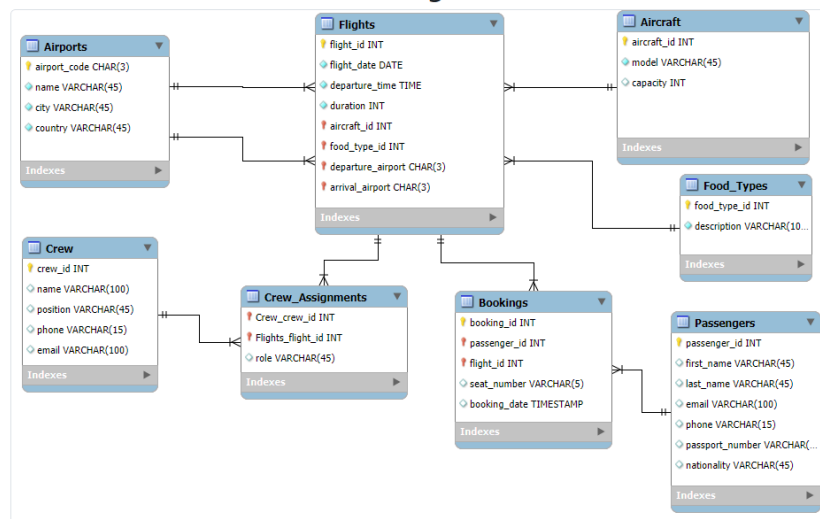 Airports
airport_code CHAR(3)
name VARCHAR(45)
city VARCHAR(45)
country VARCHAR(45)
Indexes
Flights
flight_id INT
flight_date DATE
departure_time TIME
duration INT
aircraft_id INT
food_type_id INT
departure_airport CHAR(3)
arrival_airport CHAR(3)
Indexes
Aircraft
aircraft_id INT
model VARCHAR(45)
capacity INT
Indexes
Food_Types
food_type_id INT
description VARCHAR(10...
Indexes
Crew
crew_id INT
name VARCHAR(100)
position VARCHAR(45)
phone VARCHAR(15)
email VARCHAR(100)
Indexes
Crew_Assignments
Crew_crew_id INT
Flights_flight_id INT
role VARCHAR(45)
Indexes
Bookings
booking_id INT
passenger_id INT
flight_id INT
seat_number VARCHAR(5)
booking_date TIMESTAMP
Indexes
Passengers
passenger_id INT
first_name VARCHAR(45)
last_name VARCHAR(45)
email VARCHAR(100)
phone VARCHAR(15)
passport_number VARCHAR(...
nationality VARCHAR(45)
Indexes